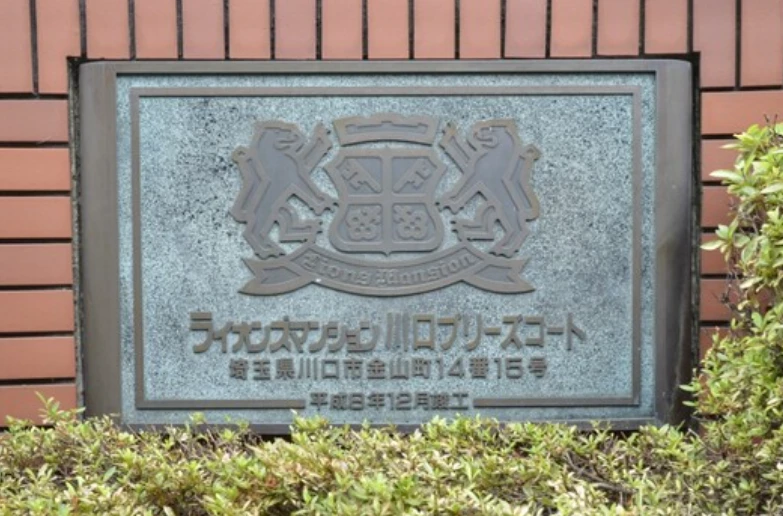 Lions Mansion
ライオンズマンション川口ブリーズコート
埼玉県川口市金山町14番15号
平成8年12月竣工